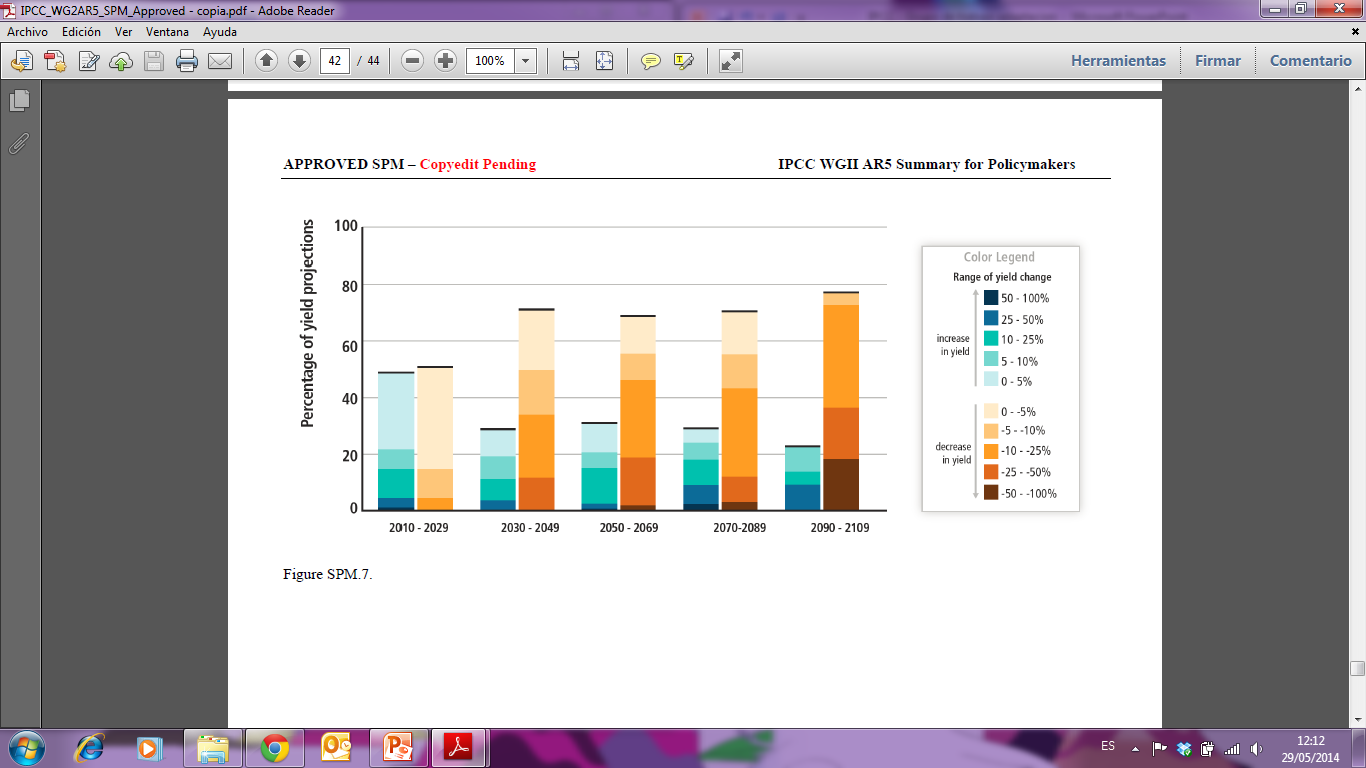 IPCC_WG2AR5_SPM_Approved - copia.pdf - Adobe Reader
Archivo Edición Ver Ventana Ayuda
42 / 44 100% Herramientas Firmar Comentario
APPROVED SPM – Copyedit Pending IPCC WGII AR5 Summary for Policymakers
Percentage of yield projections
100
80
60
40
20
0
2010 - 2029 2030 - 2049 2050 - 2069 2070-2089 2090 - 2109
Color Legend
Range of yield change
increase
in yield
50 - 100%
25 - 50%
10 - 25%
5 - 10%
0 - 5%
decrease
in yield
0 - -5%
-5 - -10%
-10 - -25%
-25 - -50%
-50 - -100%
Figure SPM.7.
ES
12:12
29/05/2014